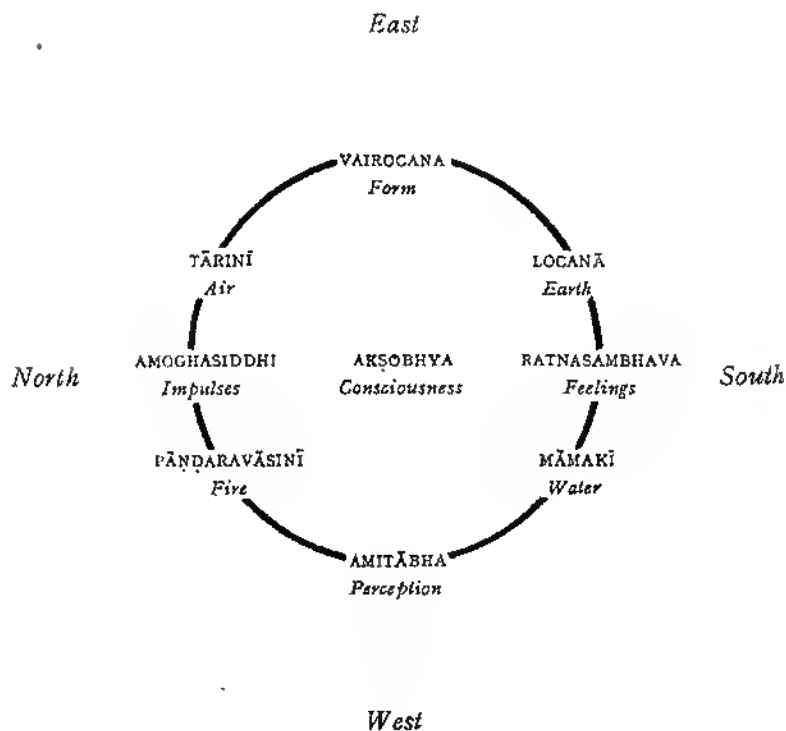 East
VAIROCANA
Form
TĀRINĪ
Air
LOCANĀ
Earth
North
AMOGHASIDDHI
Impulses
AKṢOBHYA
Consciousness
RATNASAMBHAVA
Feelings
South
PĀṆḌARAVĀSINĪ
Fire
MĀMAKĪ
Water
AMITĀBHA
Perception
West